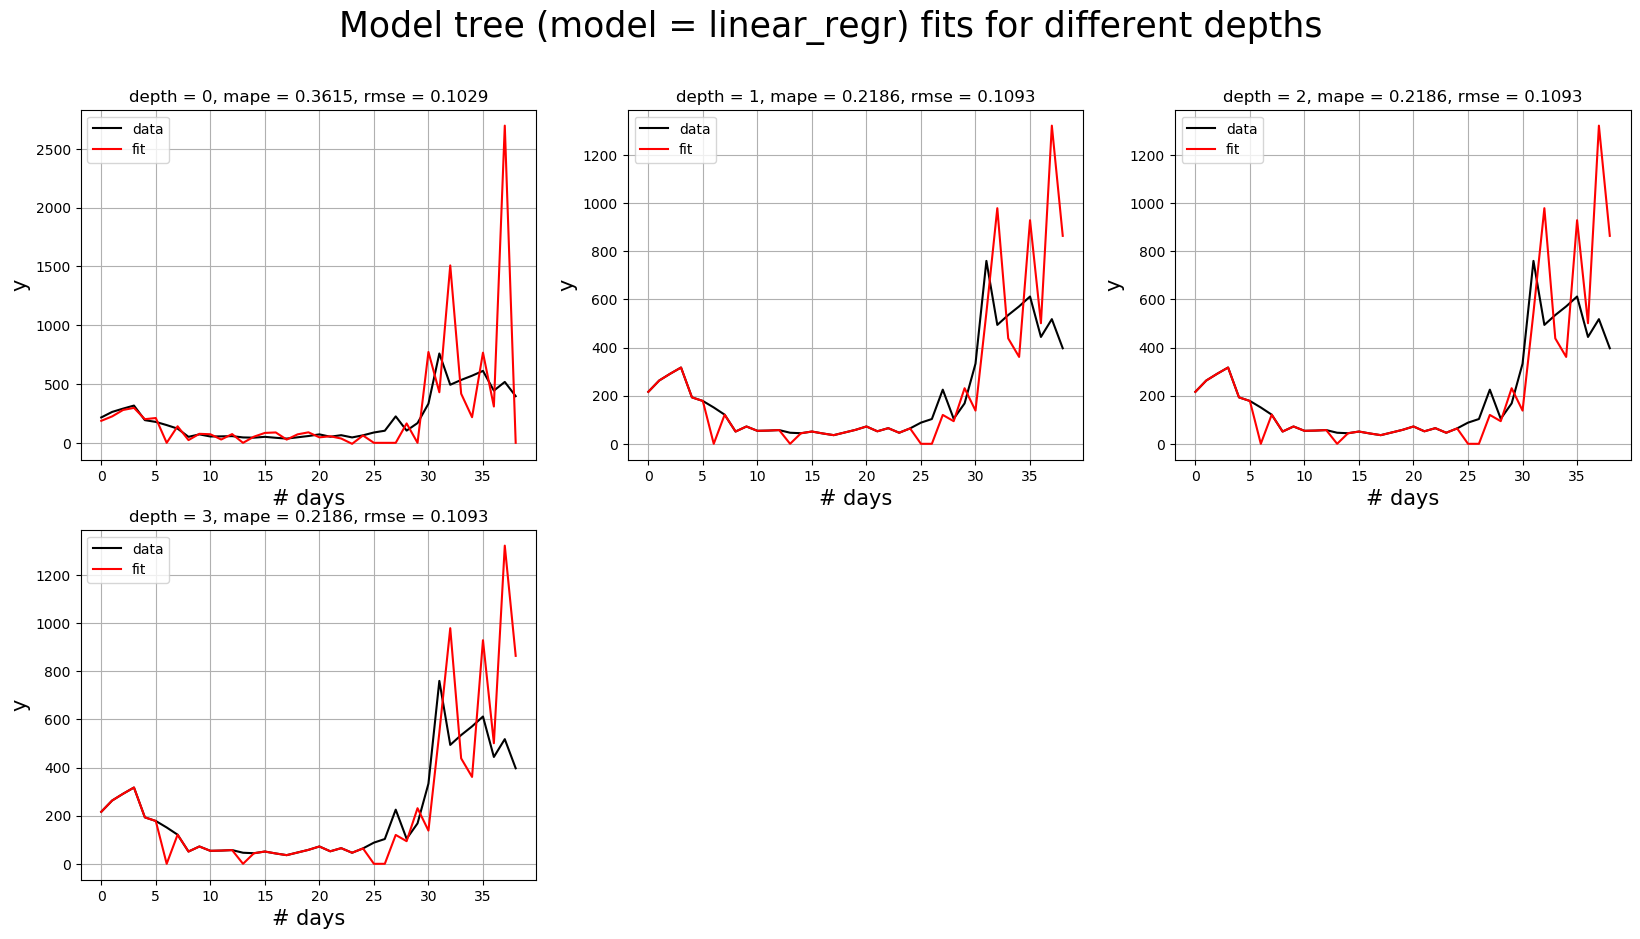 Model tree (model = linear_regr) fits for different depths
depth = 0, mape = 0.3615, rmse = 0.1029
data
fit
2500
2000
1500
1000
500
0
y
0 5 10 15 20 25 30 35
# days
depth = 1, mape = 0.2186, rmse = 0.1093
data
fit
1200
1000
800
600
400
200
0
y
0 5 10 15 20 25 30 35
# days
depth = 2, mape = 0.2186, rmse = 0.1093
data
fit
1200
1000
800
600
400
200
0
y
0 5 10 15 20 25 30 35
# days
depth = 3, mape = 0.2186, rmse = 0.1093
data
fit
1200
1000
800
600
400
200
0
y
0 5 10 15 20 25 30 35
# days